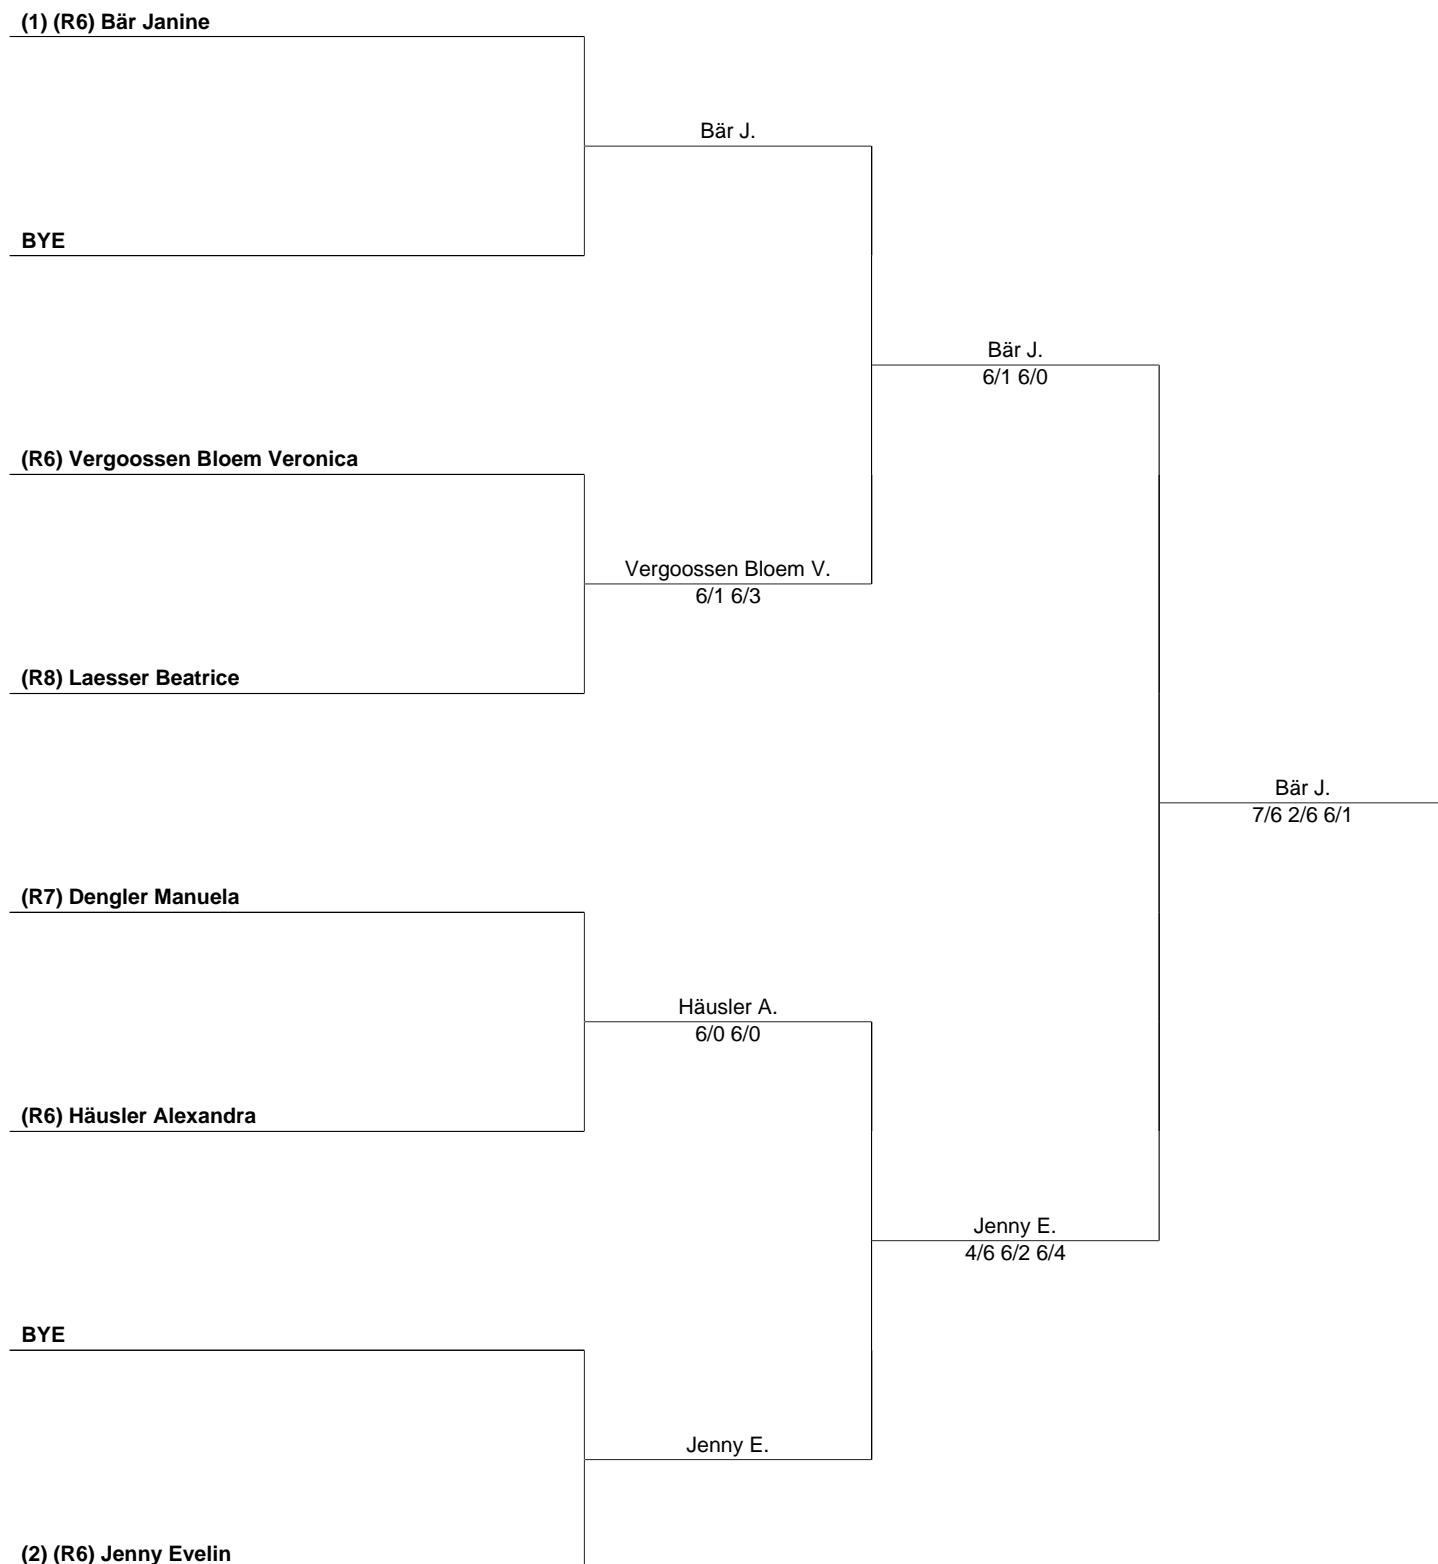 (1) (R6) Bär Janine
Bär J.
BYE
Bär J.
6/1 6/0
(R6) Vergoossen Bloem Veronica
Vergoossen Bloem V.
6/1 6/3
(R8) Laesser Beatrice
Bär J.
7/6 2/6 6/1
(R7) Dengler Manuela
Häusler A.
6/0 6/0
(R6) Häusler Alexandra
Jenny E.
4/6 6/2 6/4
BYE
Jenny E.
(2) (R6) Jenny Evelin